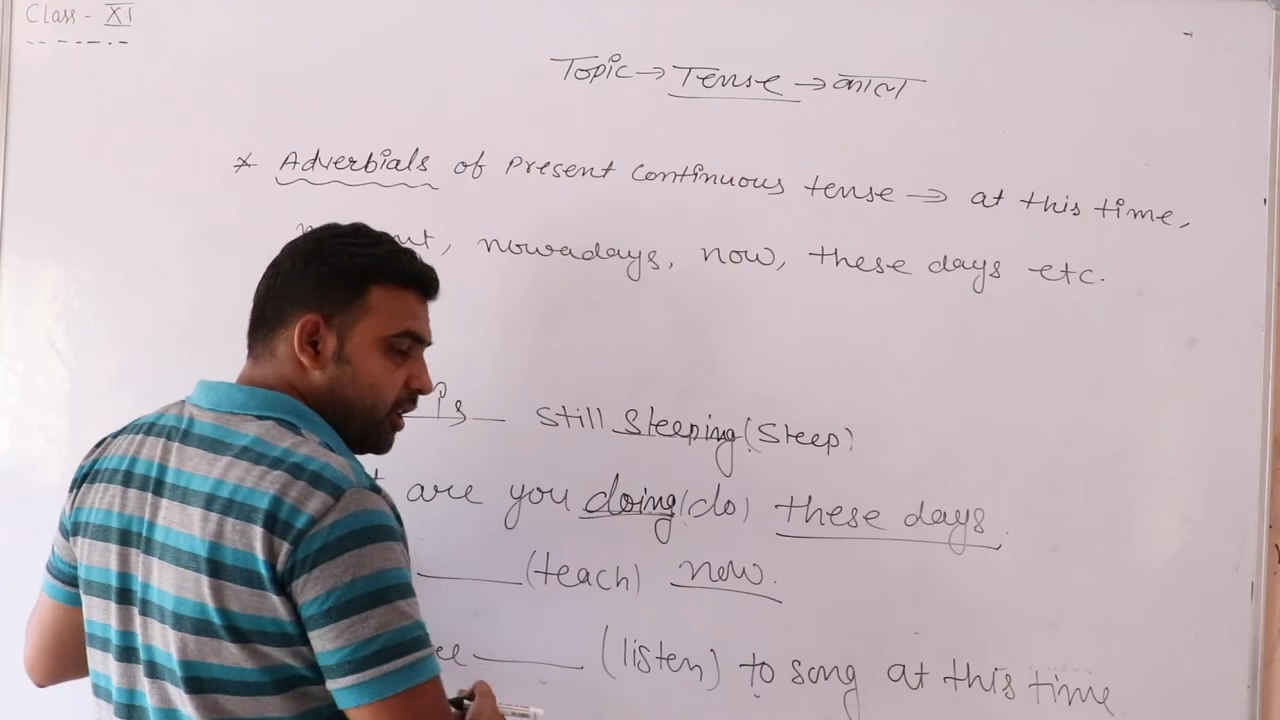 Class - XI
Topic → Tense → काल
* Adverbials of present continuous tense ⇒ at this time,
nowadays, now, these days etc.
is still sleeping (sleep)
are you doing (do) these days.
(teach) now.
(listen) to song at this time